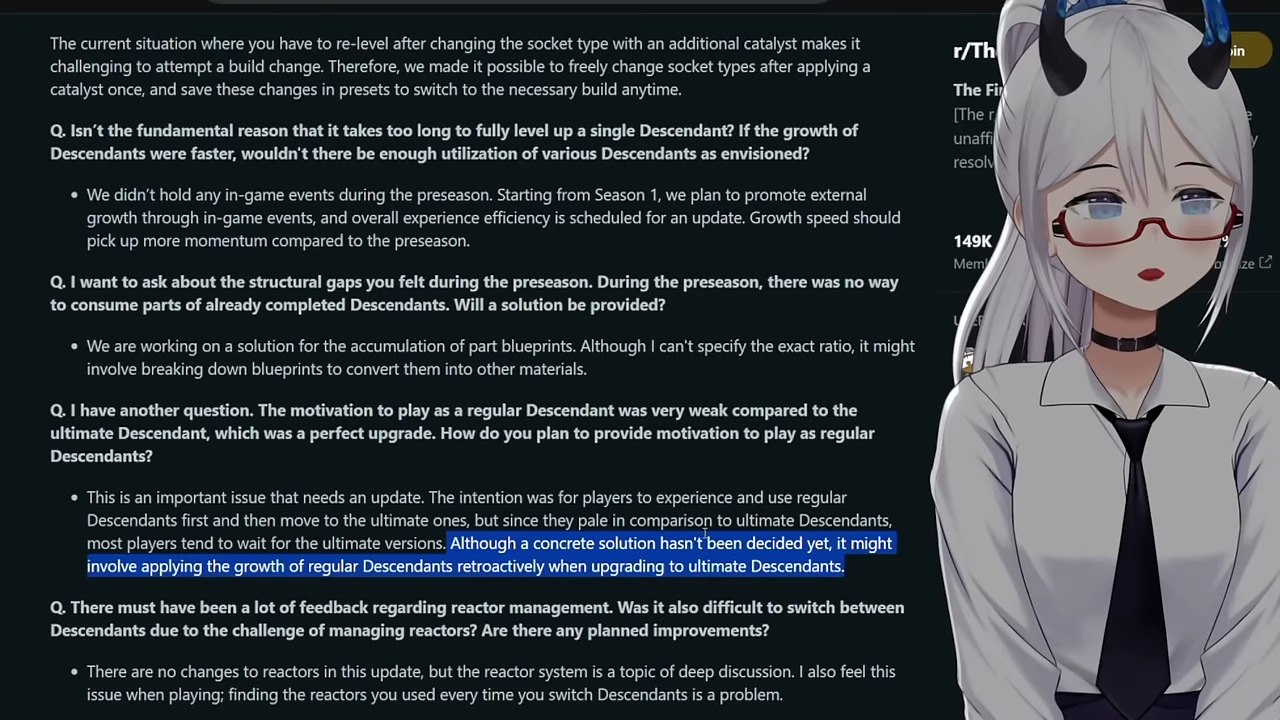 The current situation where you have to re-level after changing the socket type with an additional catalyst makes it
challenging to attempt a build change. Therefore, we made it possible to freely change socket types after applying a
catalyst once, and save these changes in presets to switch to the necessary build anytime.
Q. Isn't the fundamental reason that it takes too long to fully level up a single Descendant? If the growth of
Descendants were faster, wouldn't there be enough utilization of various Descendants as envisioned?
• We didn't hold any in-game events during the preseason. Starting from Season 1, we plan to promote external
growth through in-game events, and overall experience efficiency is scheduled for an update. Growth speed should
pick up more momentum compared to the preseason.
Q. I want to ask about the structural gaps you felt during the preseason. During the preseason, there was no way
to consume parts of already completed Descendants. Will a solution be provided?
• We are working on a solution for the accumulation of part blueprints. Although I can't specify the exact ratio, it might
involve breaking down blueprints to convert them into other materials.
Q. I have another question. The motivation to play as a regular Descendant was very weak compared to the
ultimate Descendant, which was a perfect upgrade. How do you plan to provide motivation to play as regular
Descendants?
• This is an important issue that needs an update. The intention was for players to experience and use regular
Descendants first and then move to the ultimate ones, but since they pale in comparison to ultimate Descendants,
most players tend to wait for the ultimate versions. Although a concrete solution hasn't been decided yet, it might
involve applying the growth of regular Descendants retroactively when upgrading to ultimate Descendants.
Q. There must have been a lot of feedback regarding reactor management. Was it also difficult to switch between
Descendants due to the challenge of managing reactors? Are there any planned improvements?
• There are no changes to reactors in this update, but the reactor system is a topic of deep discussion. I also feel this
issue when playing; finding the reactors you used every time you switch Descendants is a problem.
r/Th
in
The Fir
[The r
unaffi
resolv
149K
Memb